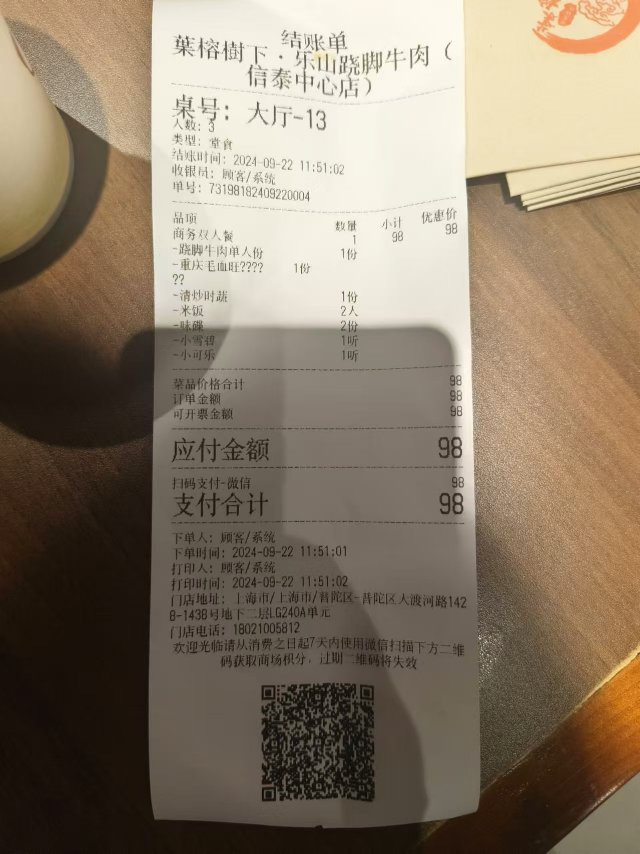 结账单
葉榕樹下·乐山跷脚牛肉（
信泰中心店）
桌号：大厅-13
人数：3
类型：堂食
结账时间：2024-09-22 11:51:02
收银员：顾客/系统
单号：73198182409220004
品项 数量 小计 优惠价
商务双人餐 1 98 98
-跷脚牛肉单人份 1份
-重庆毛血旺???? 1份
??
-清炒时蔬 1份
-米饭 2人
-味碟 2份
-小雪碧 1听
-小可乐 1听
菜品价格合计 98
订单金额 98
可开票金额 98
应付金额 98
扫码支付-微信 98
支付合计 98
下单人：顾客/系统
下单时间：2024-09-22 11:51:01
打印人：顾客/系统
打印时间：2024-09-22 11:51:02
门店地址：上海市/上海市/普陀区-普陀区大渡河路142
8-1438号地下二层LG240A单元
门店电话：18021005812
欢迎光临请从消费之日起7天内使用微信扫描下方二维
码获取商场积分，过期二维码将失效